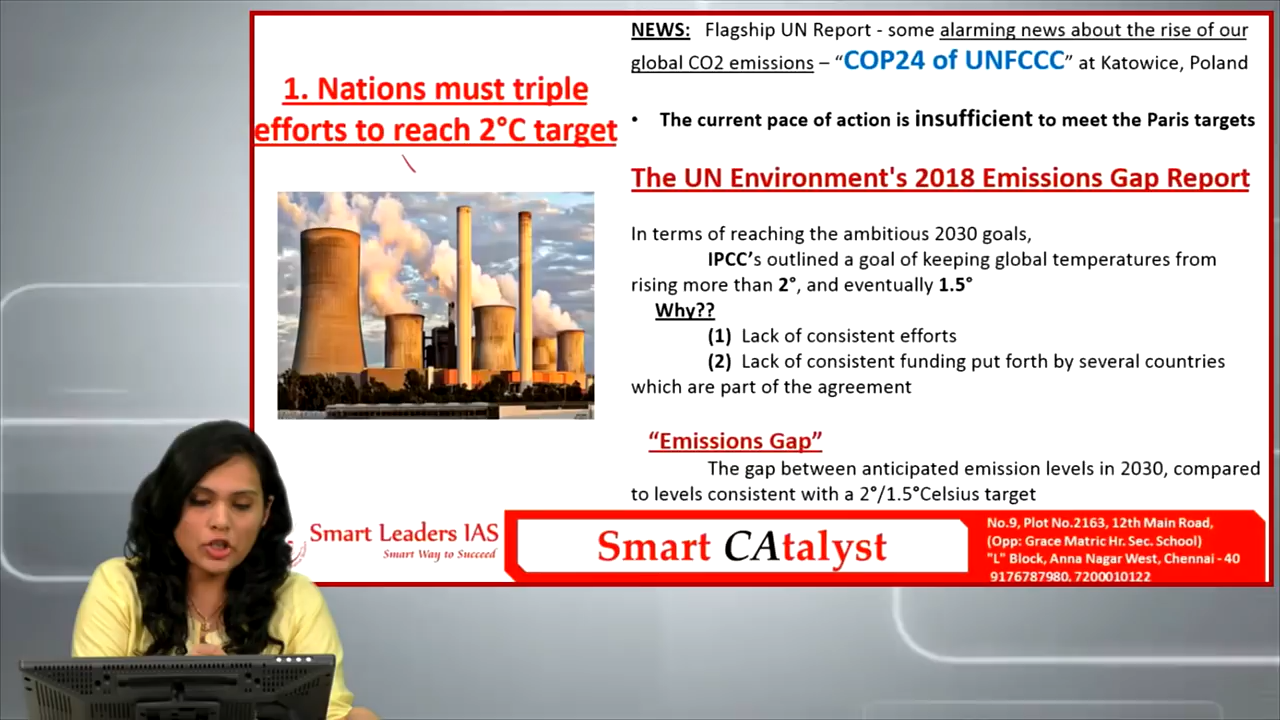 1. Nations must triple
efforts to reach 2°C target
NEWS: Flagship UN Report - some alarming news about the rise of our
global CO2 emissions – “COP24 of UNFCCC” at Katowice, Poland
• The current pace of action is insufficient to meet the Paris targets
The UN Environment's 2018 Emissions Gap Report
In terms of reaching the ambitious 2030 goals,
IPCC’s outlined a goal of keeping global temperatures from
rising more than 2°, and eventually 1.5°
Why??
(1) Lack of consistent efforts
(2) Lack of consistent funding put forth by several countries
which are part of the agreement
“Emissions Gap”
The gap between anticipated emission levels in 2030, compared
to levels consistent with a 2°/1.5°Celsius target
Smart Leaders IAS
Smart Way to Succeed
Smart CAtalyst
No.9, Plot No.2163, 12th Main Road,
(Opp: Grace Matric Hr. Sec. School)
"L" Block, Anna Nagar West, Chennai - 40
9176787980, 7200010122